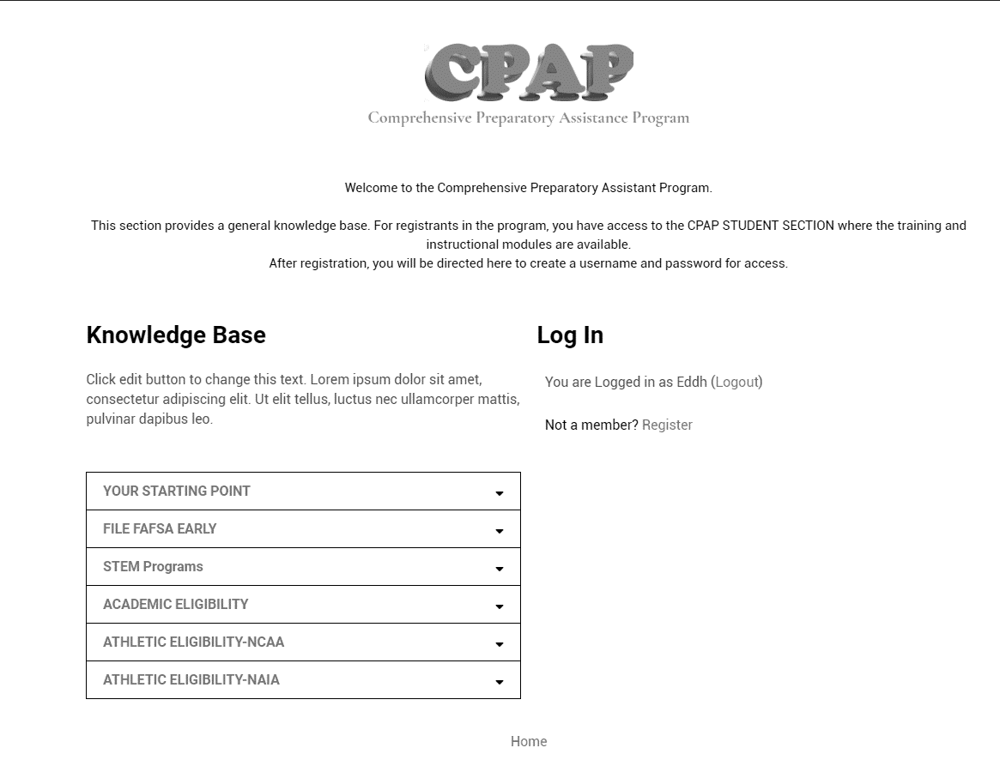 CPAP
Comprehensive Preparatory Assistance Program
Welcome to the Comprehensive Preparatory Assistant Program.
This section provides a general knowledge base. For registrants in the program, you have access to the CPAP STUDENT SECTION where the training and
instructional modules are available.
After registration, you will be directed here to create a username and password for access.
Knowledge Base
Click edit button to change this text. Lorem ipsum dolor sit amet,
consectetur adipiscing elit. Ut elit tellus, luctus nec ullamcorper mattis,
pulvinar dapibus leo.
YOUR STARTING POINT
FILE FAFSA EARLY
STEM Programs
ACADEMIC ELIGIBILITY
ATHLETIC ELIGIBILITY-NCAA
ATHLETIC ELIGIBILITY-NAIA
Log In
You are Logged in as Eddh (Logout)
Not a member? Register
Home